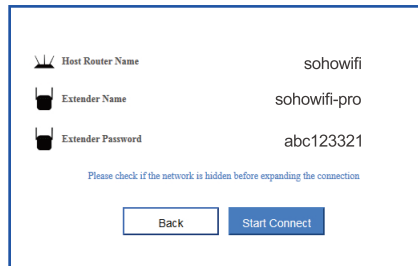 Host Router Name sohowifi
Extender Name sohowifi-pro
Extender Password abc123321
Please check if the network is hidden before expanding the connection
Back Start Connect